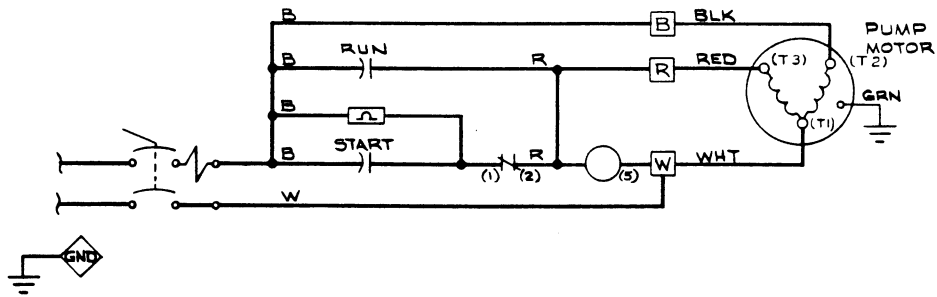 B B BLK
PUMP
MOTOR
B RUN R R RED (T3) (T2)
GRN
B (T1)
B START R W WHT
(1) (2) (5)
W
GND